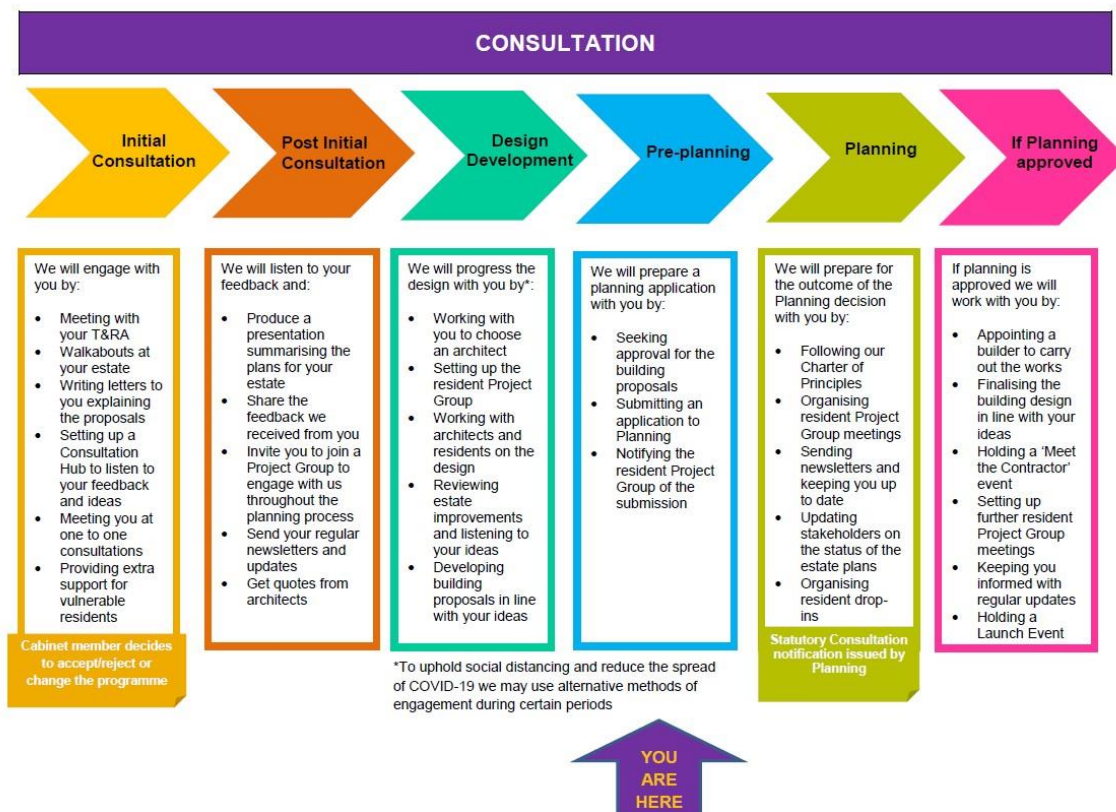 CONSULTATION
Initial
Consultation
Post Initial
Consultation
Design
Development
Pre-planning
Planning
If Planning
approved
We will engage with
you by:
• Meeting with
your T&RA
• Walkabouts at
your estate
• Writing letters to
you explaining
the proposals
• Setting up a
Consultation
Hub to listen to
your feedback
and ideas
• Meeting you at
one to one
consultations
• Providing extra
support for
vulnerable
residents
Cabinet member decides
to accept/reject or
change the programme
We will listen to your
feedback and:
• Produce a
presentation
summarising the
plans for your
estate
• Share the
feedback we
received from you
• Invite you to join a
Project Group to
engage with us
throughout the
planning process
• Send your regular
newsletters and
updates
• Get quotes from
architects
We will progress the
design with you by*:
• Working with
you to choose
an architect
• Setting up the
resident Project
Group
• Working with
architects and
residents on the
design
• Reviewing
estate
improvements
and listening to
your ideas
• Developing
building
proposals in line
with your ideas
We will prepare a
planning application
with you by:
• Seeking
approval for the
building
proposals
• Submitting an
application to
Planning
• Notifying the
resident Project
Group of the
submission
We will prepare for
the outcome of the
Planning decision
with you by:
• Following our
Charter of
Principles
• Organising
resident Project
Group meetings
• Sending
newsletters and
keeping you up
to date
• Updating
stakeholders
on the status of the
estate plans
• Organising
resident drop-
ins
Statutory Consultation
notification issued by
Planning
If planning is
approved we will
work with you by:
• Appointing a
builder to carry
out the works
• Finalising the
building design
in line with your
ideas
• Holding a ‘Meet
the Contractor’
event
• Setting up
further resident
Project Group
meetings
• Keeping you
informed with
regular updates
• Holding a
Launch Event
*To uphold social distancing and reduce the spread
of COVID-19 we may use alternative methods of
engagement during certain periods
YOU
ARE
HERE